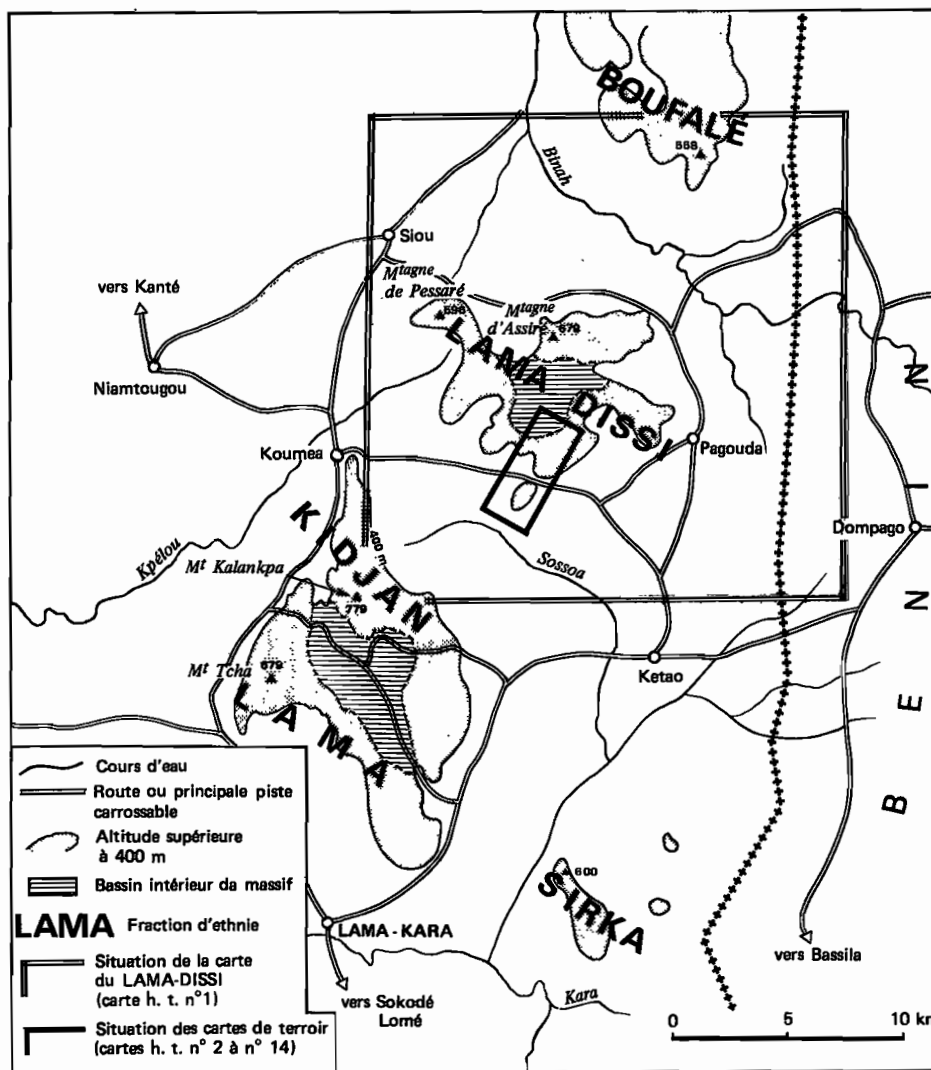 BOUFALÉ
568
Binah
Siou
Mtagne
de Pessaré
vers Kanté
598
Mtagne
d'Assiré
679
LAMA DISSI
Niamtougou
Koumea
Pagouda
Dompago
KIDJAN
400 m
Kpélou
Sossoa
Mt Kalankpa
779
BENIN
Mt Tcha
679
Ketao
LAMA
Cours d'eau
Route ou principale piste
carrossable
Altitude supérieure
à 400 m
Bassin intérieur da massif
LAMA Fraction d'ethnie
Situation de la carte
du LAMA-DISSI
(carte h. t. n°1)
Situation des cartes de terroir
(cartes h. t. n° 2 à n° 14)
600
SIRKA
LAMA-KARA
vers Sokodé
Lomé
Kara
vers Bassila
0 5 10 km